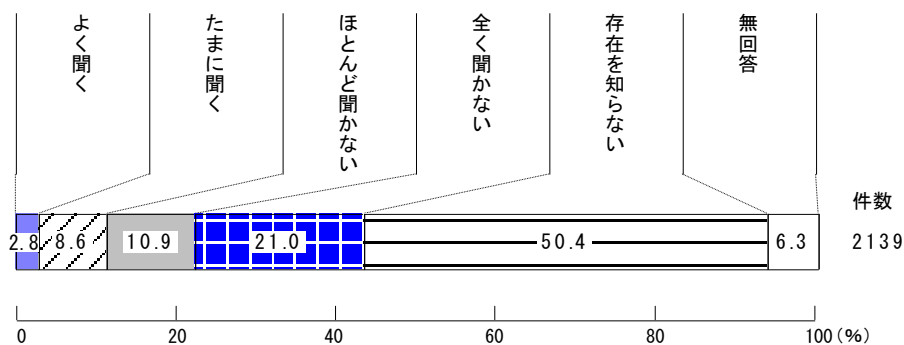 よく聞く
たまに聞く
ほとんど聞かない
全く聞かない
存在を知らない
無回答
件数
2.8
8.6
10.9
21.0
50.4
6.3
2139
0
20
40
60
80
100(%)